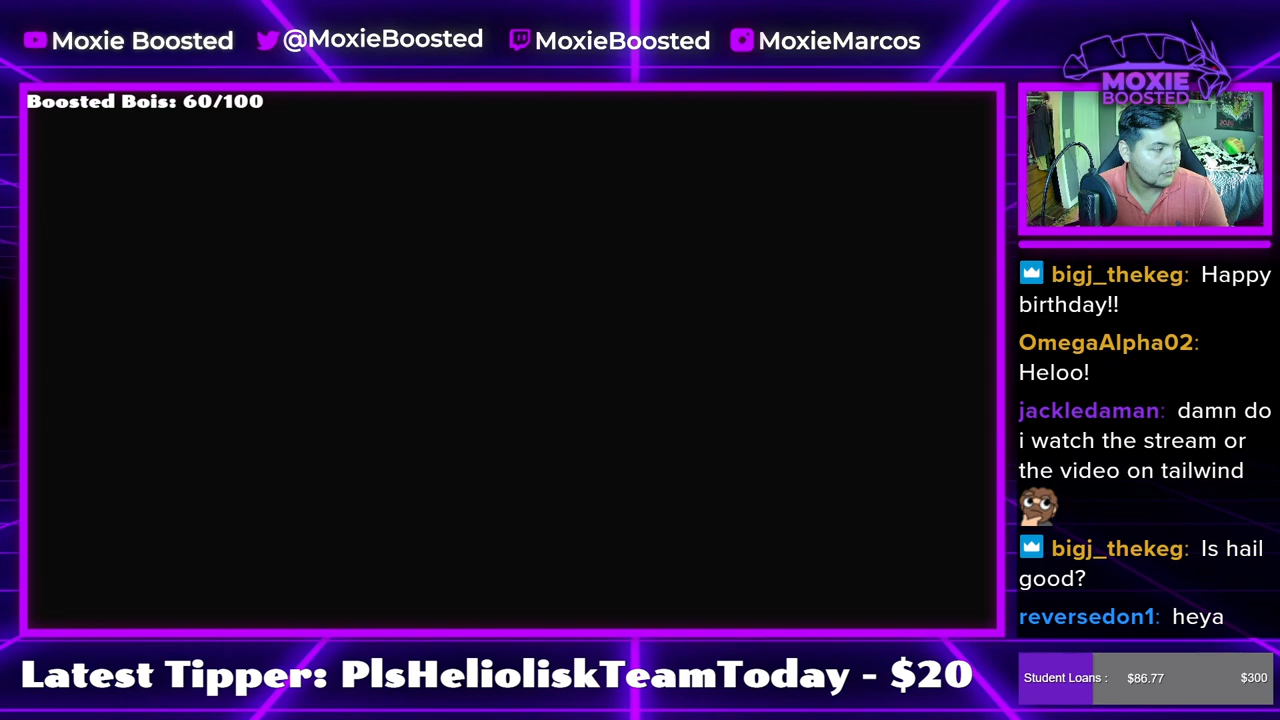 Moxie Boosted @MoxieBoosted MoxieBoosted MoxieMarcos
MOXIE
BOOSTED
Boosted Bois: 60/100
bigj_thekeg: Happy
birthday!!
OmegaAlpha02:
Heloo!
jackledaman: damn do
i watch the stream or
the video on tailwind
bigj_thekeg: Is hail
good?
reversedon1: heya
Latest Tipper: PlsHelioliskTeamToday - $20
Student Loans : $86.77 $300